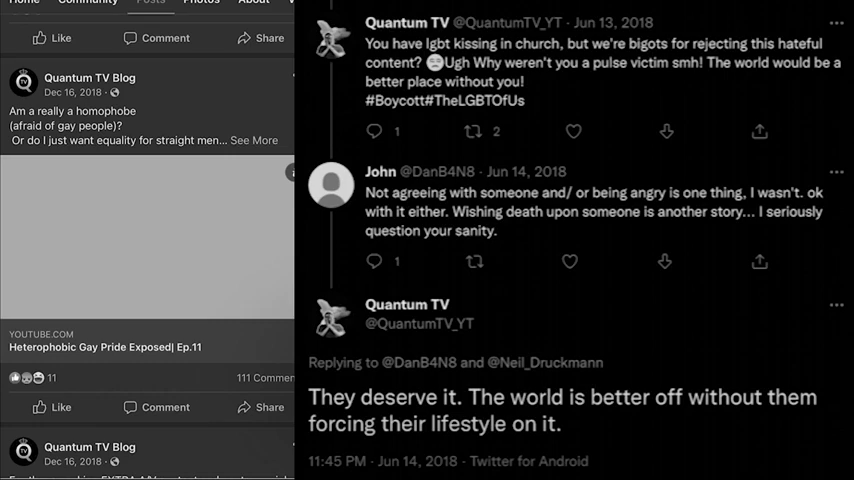 Home Community Posts Photos About
Like Comment Share
Quantum TV Blog
Dec 16, 2018 ·
Am a really a homophobe
(afraid of gay people)?
Or do I just want equality for straight men... See More
YOUTUBE.COM
Heterophobic Gay Pride Exposed| Ep.11
11 111 Commen
Like Comment Share
Quantum TV Blog
Dec 16, 2018 ·
Quantum TV @QuantumTV_YT · Jun 13, 2018
You have lgbt kissing in church, but we're bigots for rejecting this hateful
content? 😔Ugh Why weren't you a pulse victim smh! The world would be a
better place without you!
#Boycott#TheLGBTOfUs
1 2
John @DanB4N8 · Jun 14, 2018
Not agreeing with someone and/ or being angry is one thing, I wasn't. ok
with it either. Wishing death upon someone is another story... I seriously
question your sanity.
1
Quantum TV
@QuantumTV_YT
Replying to @DanB4N8 and @Neil_Druckmann
They deserve it. The world is better off without them
forcing their lifestyle on it.
11:45 PM · Jun 14, 2018 · Twitter for Android